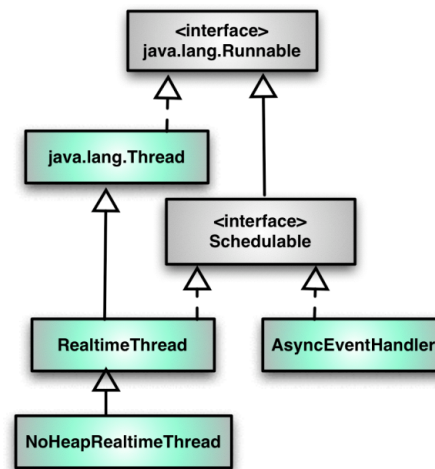 <interface>
java.lang.Runnable
java.lang.Thread
<interface>
Schedulable
RealtimeThread
AsyncEventHandler
NoHeapRealtimeThread